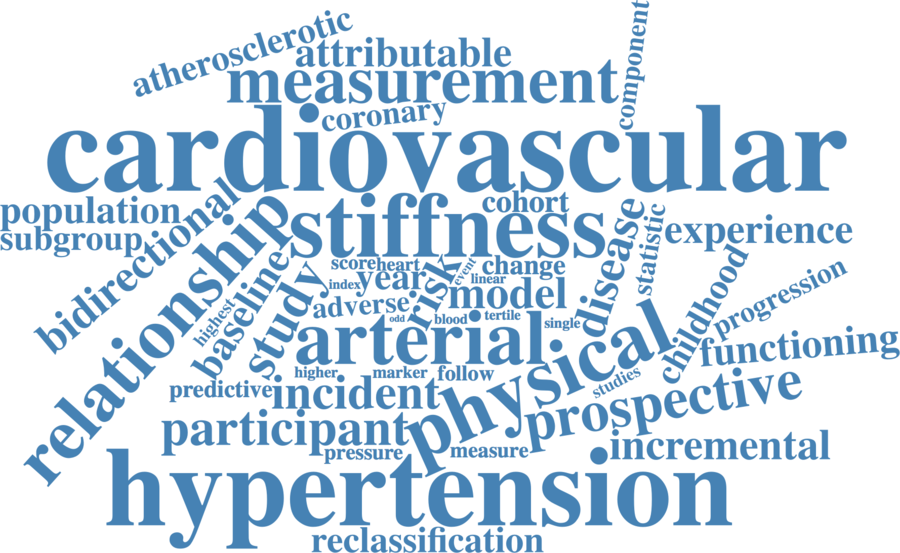 component
atherosclerotic
attributable
measurement
coronary
cardiovascular
population
cohort
stiffness
subgroup
bidirectional
relationship
disease
statistic
experience
score
heart
event
change
year
index
linear
risk
model
baseline
study
highest
adverse
odd
blood
tertile
single
childhood
progression
arterial
physical
functioning
higher
marker
follow
studies
predictive
incident
prospective
participant
pressure
measure
incremental
hypertension
reclassification